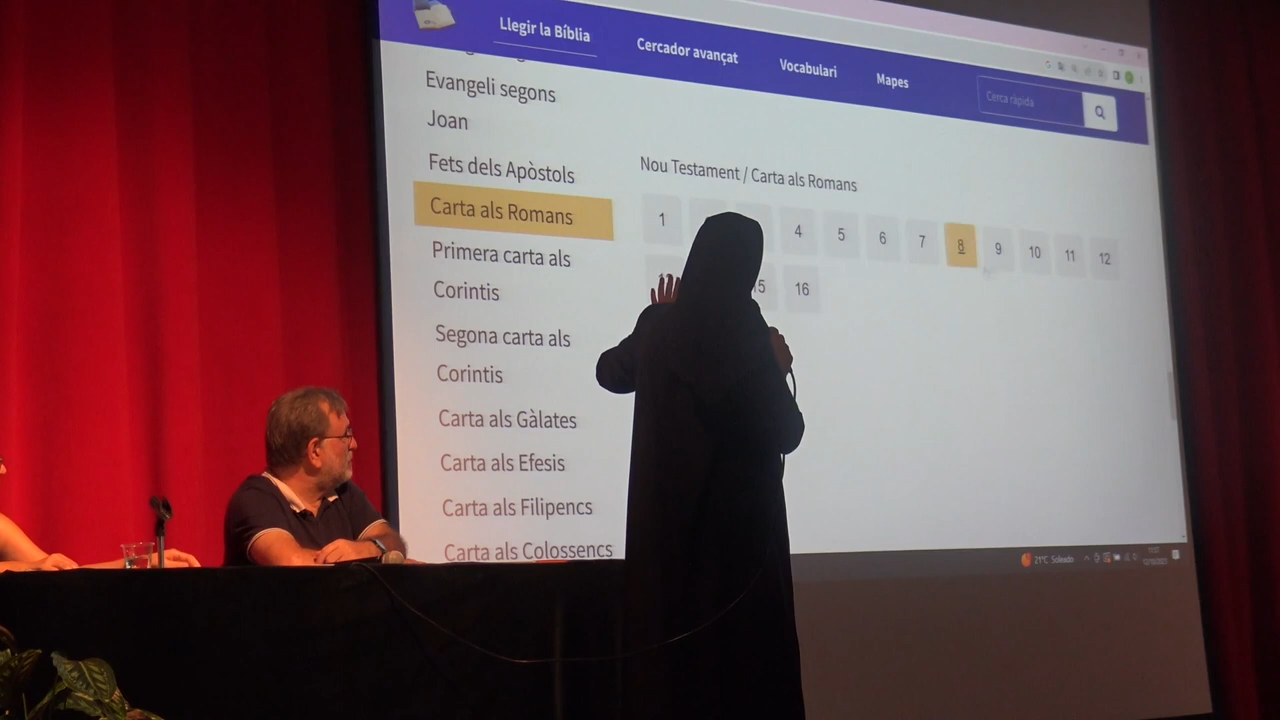 Llegir la Bíblia
Cercador avançat
Vocabulari
Mapes
Cerca ràpida
Evangeli segons
Joan
Fets dels Apòstols
Carta als Romans
Primera carta als
Corintis
Segona carta als
Corintis
Carta als Gàlates
Carta als Efesis
Carta als Filipencs
Carta als Colossencs
Nou Testament / Carta als Romans
1 4 5 6 7 8 9 10 11 12
16
21°C Soleado